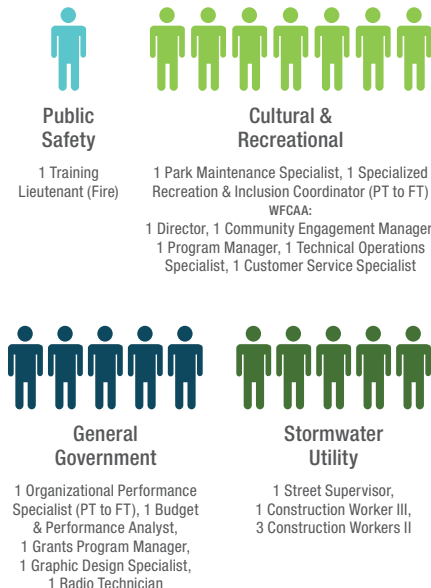 Public
Safety
1 Training
Lieutenant (Fire)
Cultural &
Recreational
1 Park Maintenance Specialist, 1 Specialized
Recreation & Inclusion Coordinator (PT to FT)
WFCAA:
1 Director, 1 Community Engagement Manager
1 Program Manager, 1 Technical Operations
Specialist, 1 Customer Service Specialist
General
Government
1 Organizational Performance
Specialist (PT to FT), 1 Budget
& Performance Analyst,
1 Grants Program Manager,
1 Graphic Design Specialist,
1 Radio Technician
Stormwater
Utility
1 Street Supervisor,
1 Construction Worker III,
3 Construction Workers II